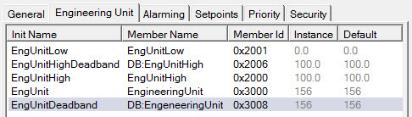 General Engineering Unit Alarming Setpoints Priority Security
Init Name Member Name Member Id Instance Default
EngUnitLow EngUnitLow 0x2001 0.0 0.0
EngUnitHighDeadband DB:EngUnitHigh 0x2006 100.0 100.0
EngUnitHigh EngUnitHigh 0x2000 100.0 100.0
EngUnit EngineeringUnit 0x3000 156 156
EngUnitDeadband DB:EngeneeringUnit 0x3008 156 156